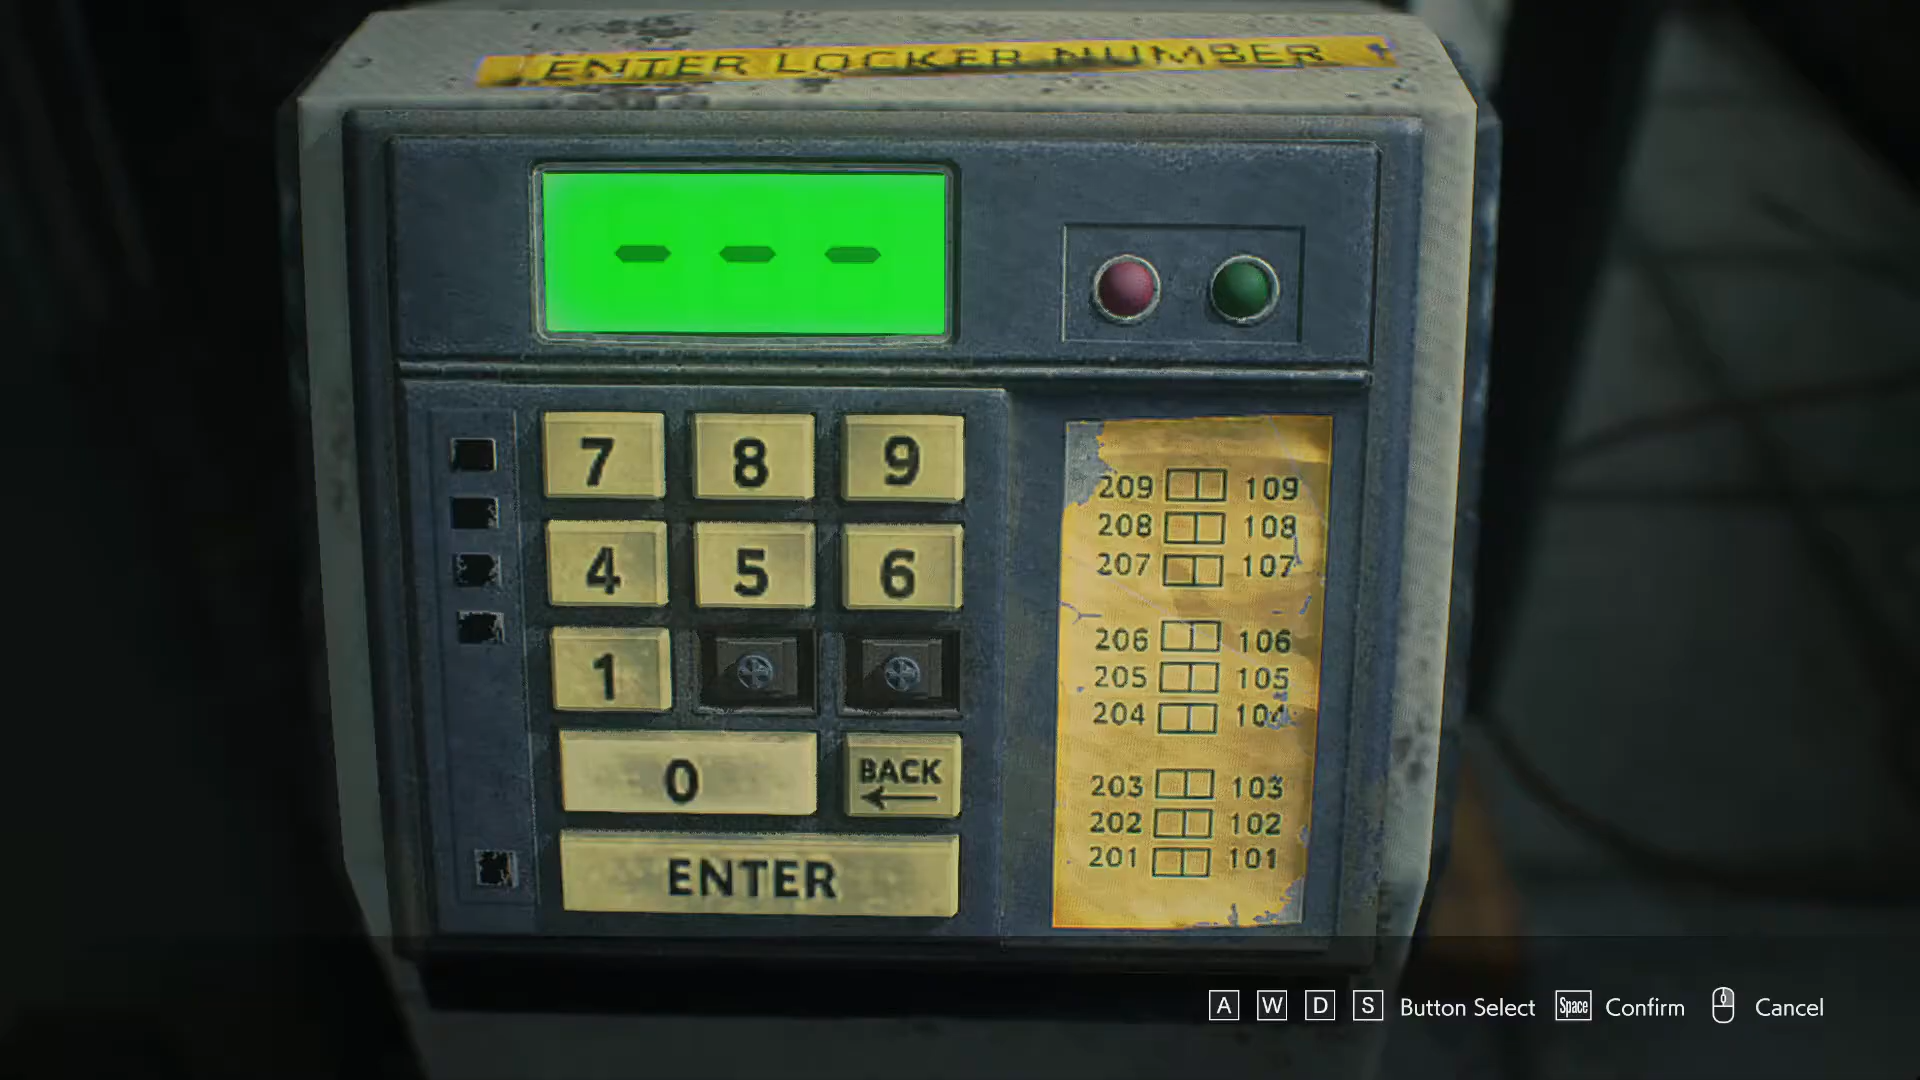 ENTER LOCKER NUMBER
- - -
7 8 9
4 5 6
1
0 BACK
ENTER
209 109
208 108
207 107
206 106
205 105
204 104
203 103
202 102
201 101
A W D S Button Select Space Confirm Cancel